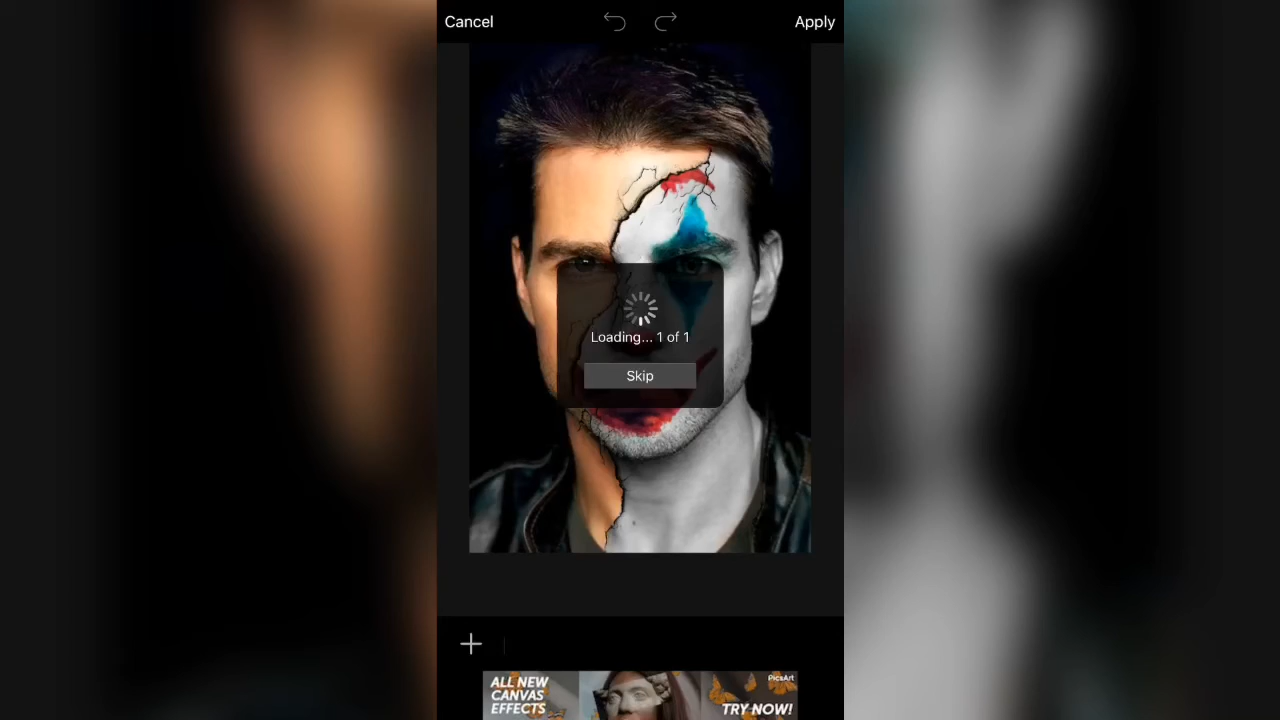 Cancel
Apply
Loading... 1 of 1
Skip
ALL NEW
CANVAS
EFFECTS
PicsArt
TRY NOW!